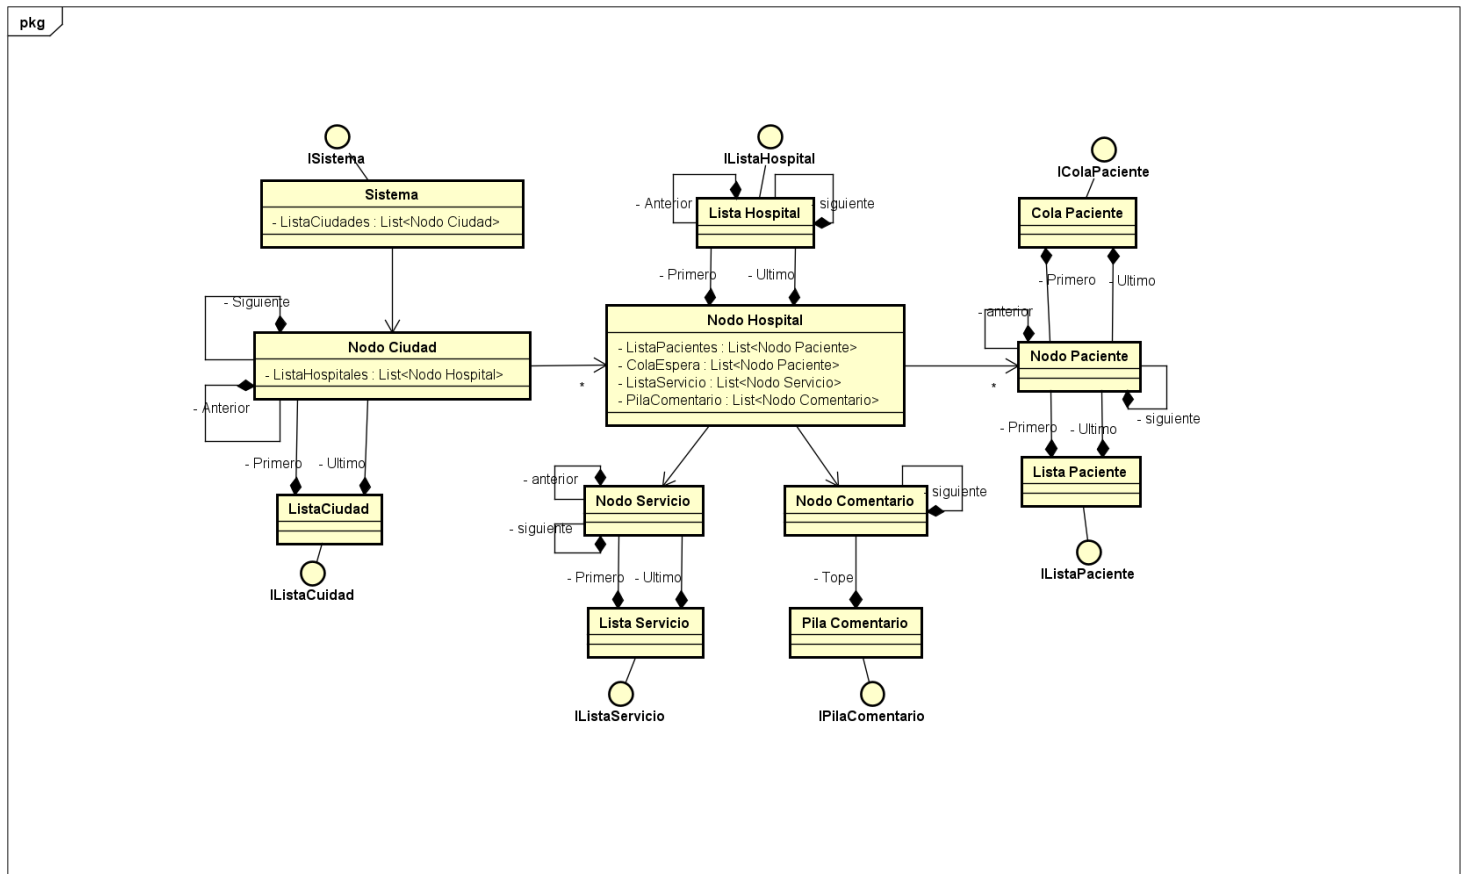 pkg
ISistema
Sistema
- ListaCiudades : List<Nodo Ciudad>
- Siguiente
Nodo Ciudad
- ListaHospitales : List<Nodo Hospital>
- Anterior
- Primero
- Ultimo
ListaCiudad
IListaCuidad
IListaHospital
- Anterior
Lista Hospital
siguiente
- Primero
- Ultimo
*
Nodo Hospital
- ListaPacientes : List<Nodo Paciente>
- ColaEspera : List<Nodo Paciente>
- ListaServicio : List<Nodo Servicio>
- PilaComentario : List<Nodo Comentario>
*
- anterior
Nodo Servicio
- siguiente
- Primero
- Ultimo
Lista Servicio
IListaServicio
Nodo Comentario
- siguiente
- Tope
Pila Comentario
IPilaComentario
IColaPaciente
Cola Paciente
- Primero
- Ultimo
- anterior
Nodo Paciente
- siguiente
- Primero
- Ultimo
Lista Paciente
IListaPaciente